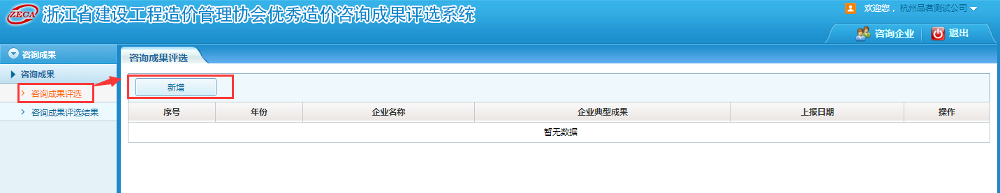 ZECA 浙江省建设工程造价管理协会优秀造价咨询成果评选系统
欢迎您，杭州品茗测试公司
咨询企业 退出
咨询成果
咨询成果
咨询成果评选
咨询成果评选结果
咨询成果评选
新增
序号 年份 企业名称 企业典型成果 上报日期 操作
暂无数据